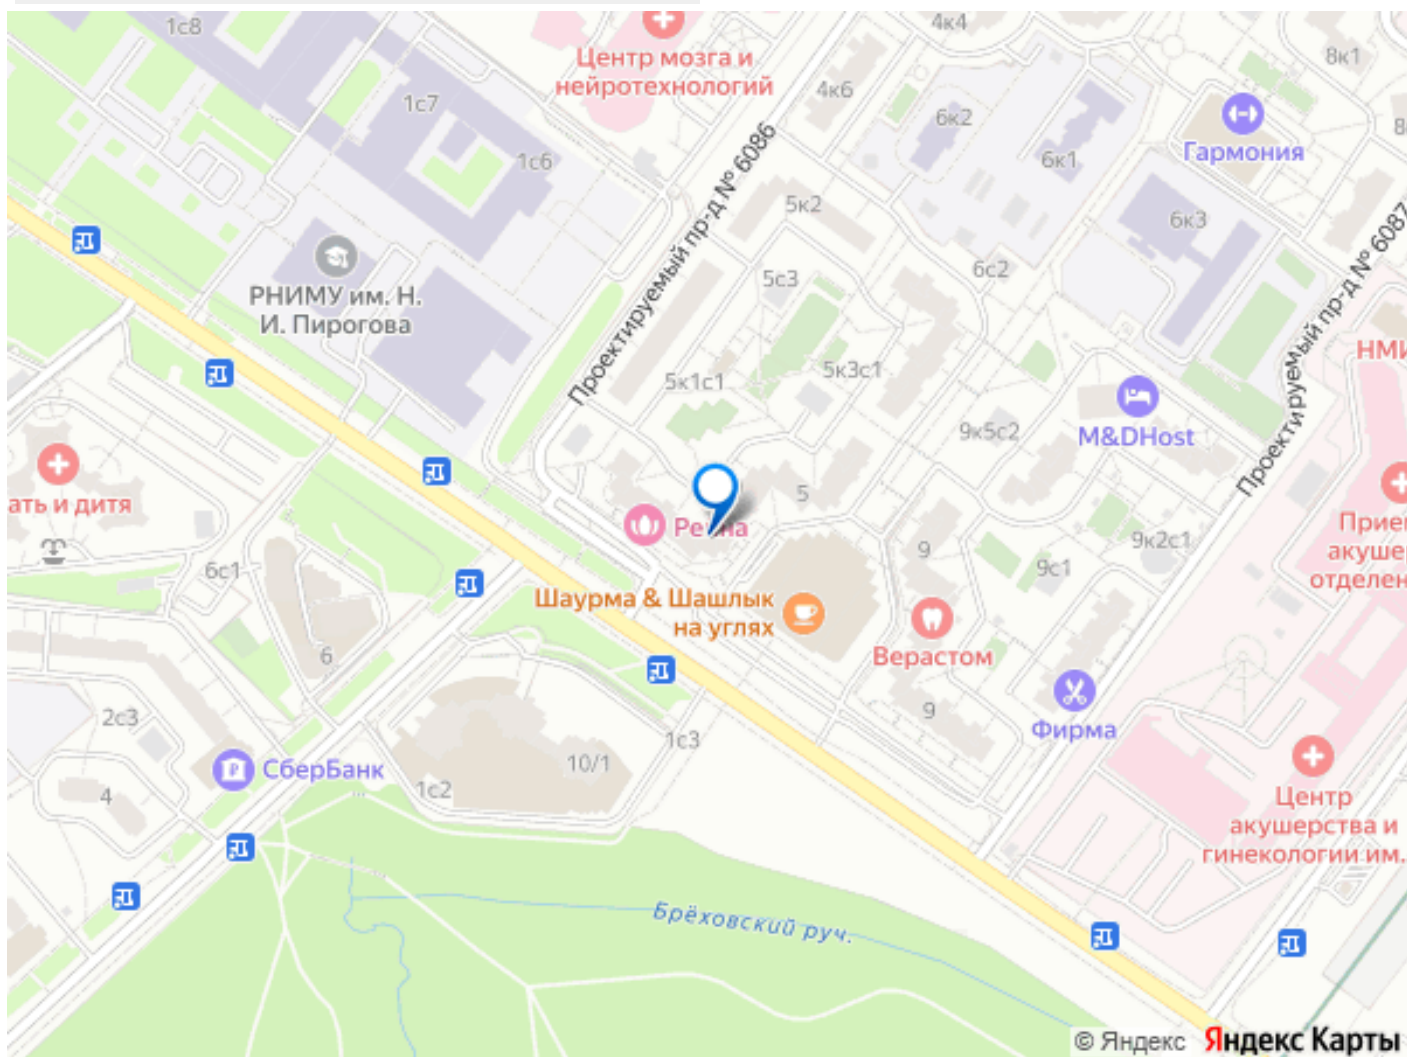 1с8
4к4
Центр мозга и
нейротехнологий
8к1
4к6
1с7
6к2
Гармония
6к1
1с6
Проектируемый пр-д № 6086
5к2
6к3
Проектируемый пр-д № 6087
РНИМУ им. Н.
И. Пирогова
5с3
6с2
НМИ
5к1с1
5к3с1
M&DHost
9к5с2
ать и дитя
5
9
9к2с1
6с1
9с1
Шаурма & Шашлык
на углях
Верастом
6
9
Фирма
2с3
1с3
10/1
СберБанк
1с2
4
Центр
акушерства и
гинекологии им.
Брёховский руч.
© Яндекс Яндекс Карты